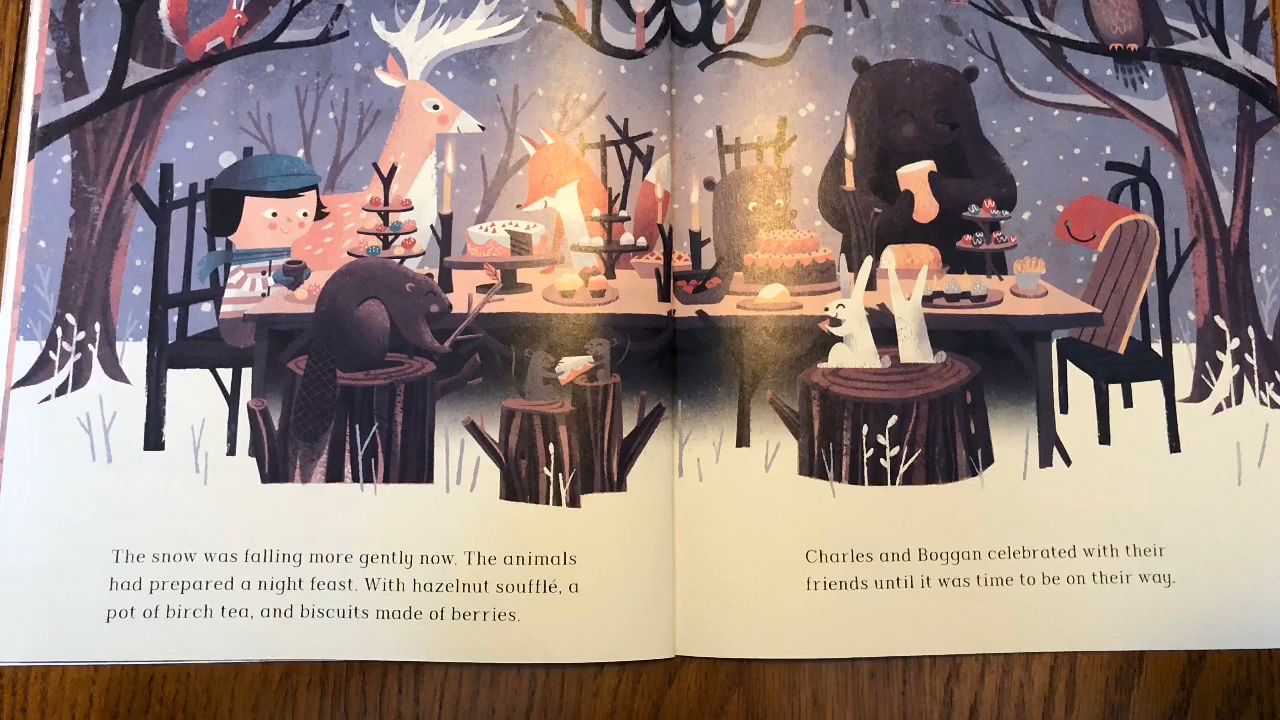 The snow was falling more gently now. The animals
had prepared a night feast. With hazelnut soufflé, a
pot of birch tea, and biscuits made of berries.
Charles and Boggan celebrated with their
friends until it was time to be on their way.